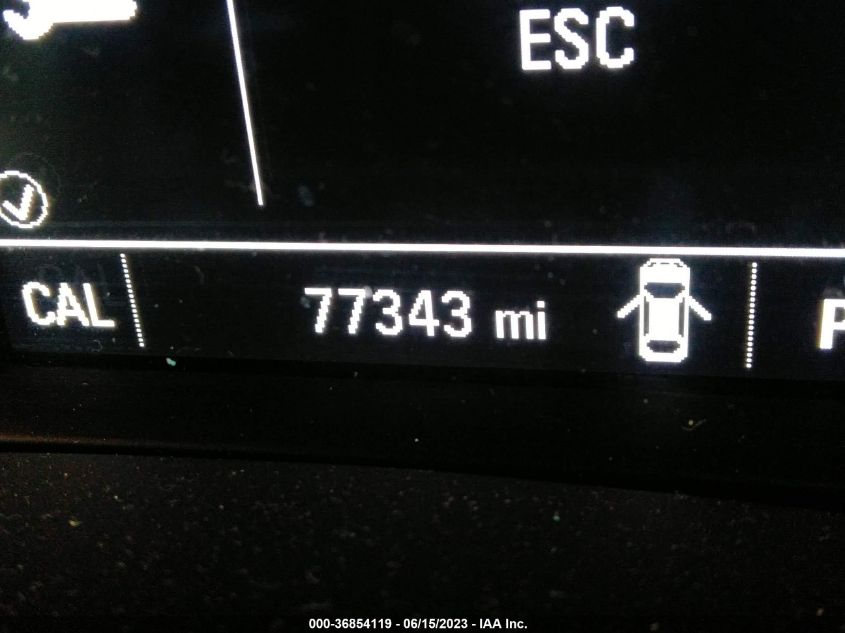 ESC
CAL 77343 mi P
000-36854119 - 06/15/2023 - IAA Inc.